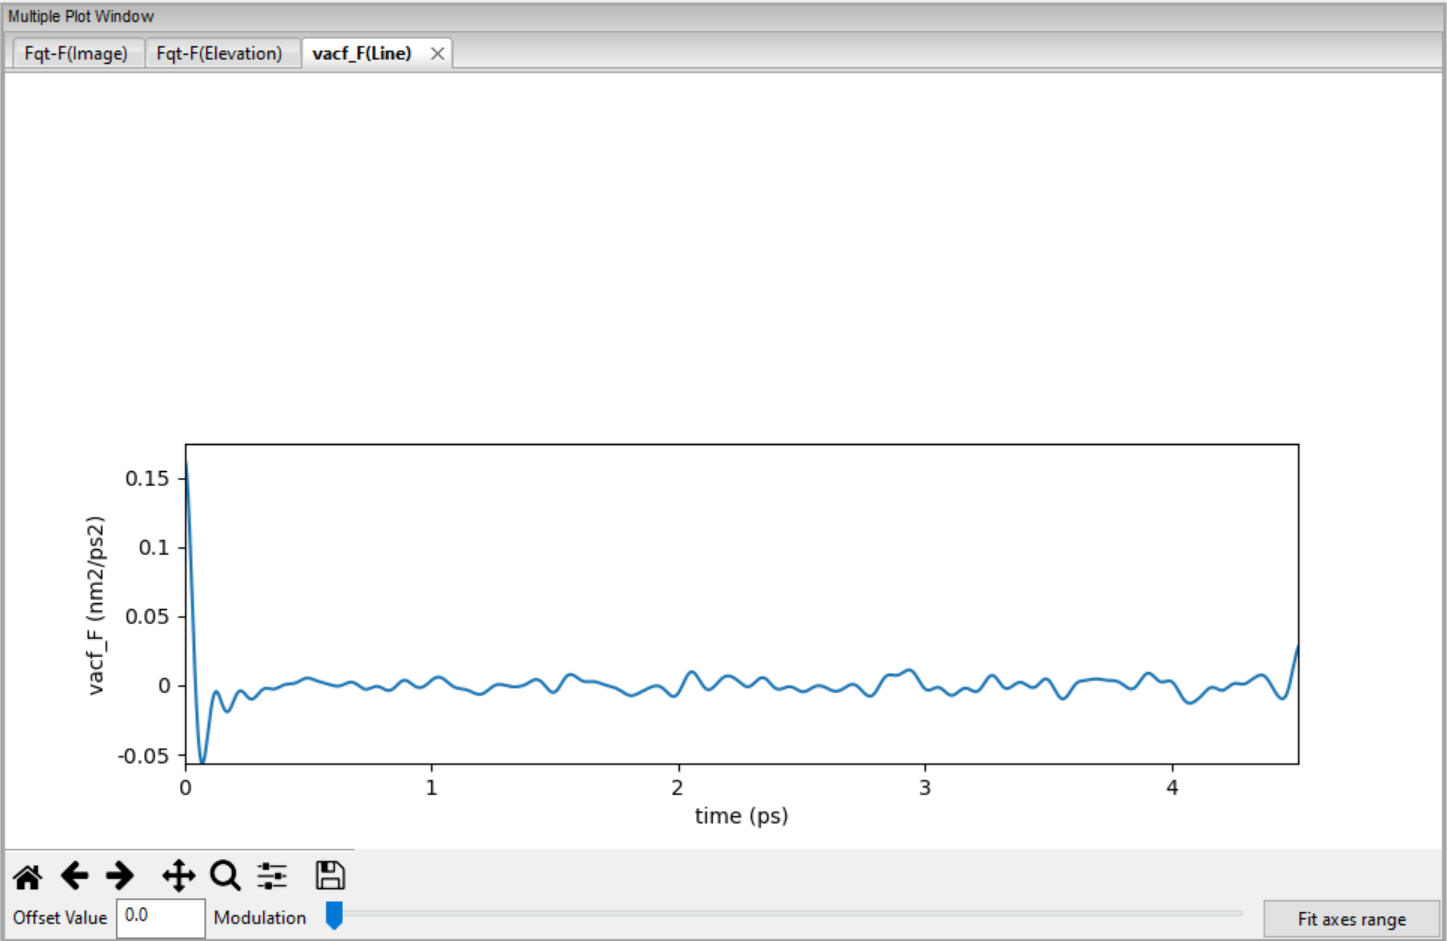 Multiple Plot Window
Fqt-F(Image) Fqt-F(Elevation) vacf_F(Line)
0.15
0.1
0.05
0
-0.05
vacf_F (nm2/ps2)
0 1 2 3 4
time (ps)
Offset Value 0.0 Modulation Fit axes range